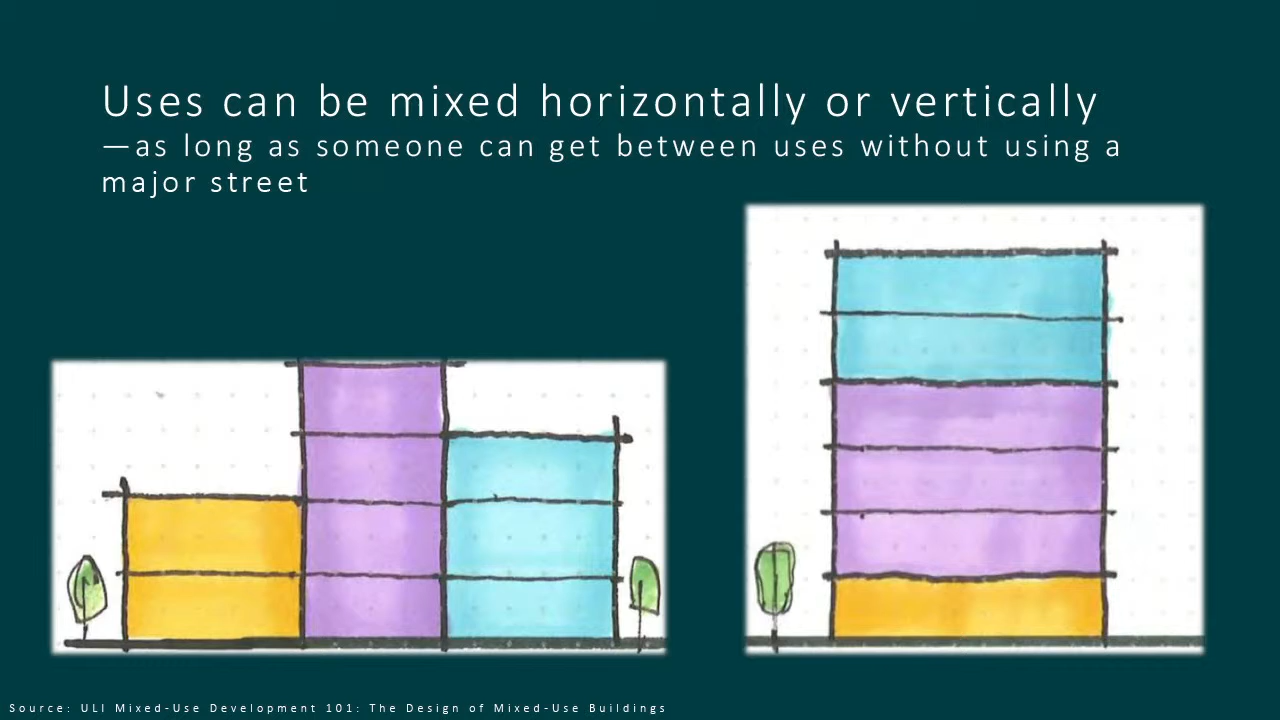 Uses can be mixed horizontally or vertically
—as long as someone can get between uses without using a
major street
Source: ULI Mixed-Use Development 101: The Design of Mixed-Use Buildings